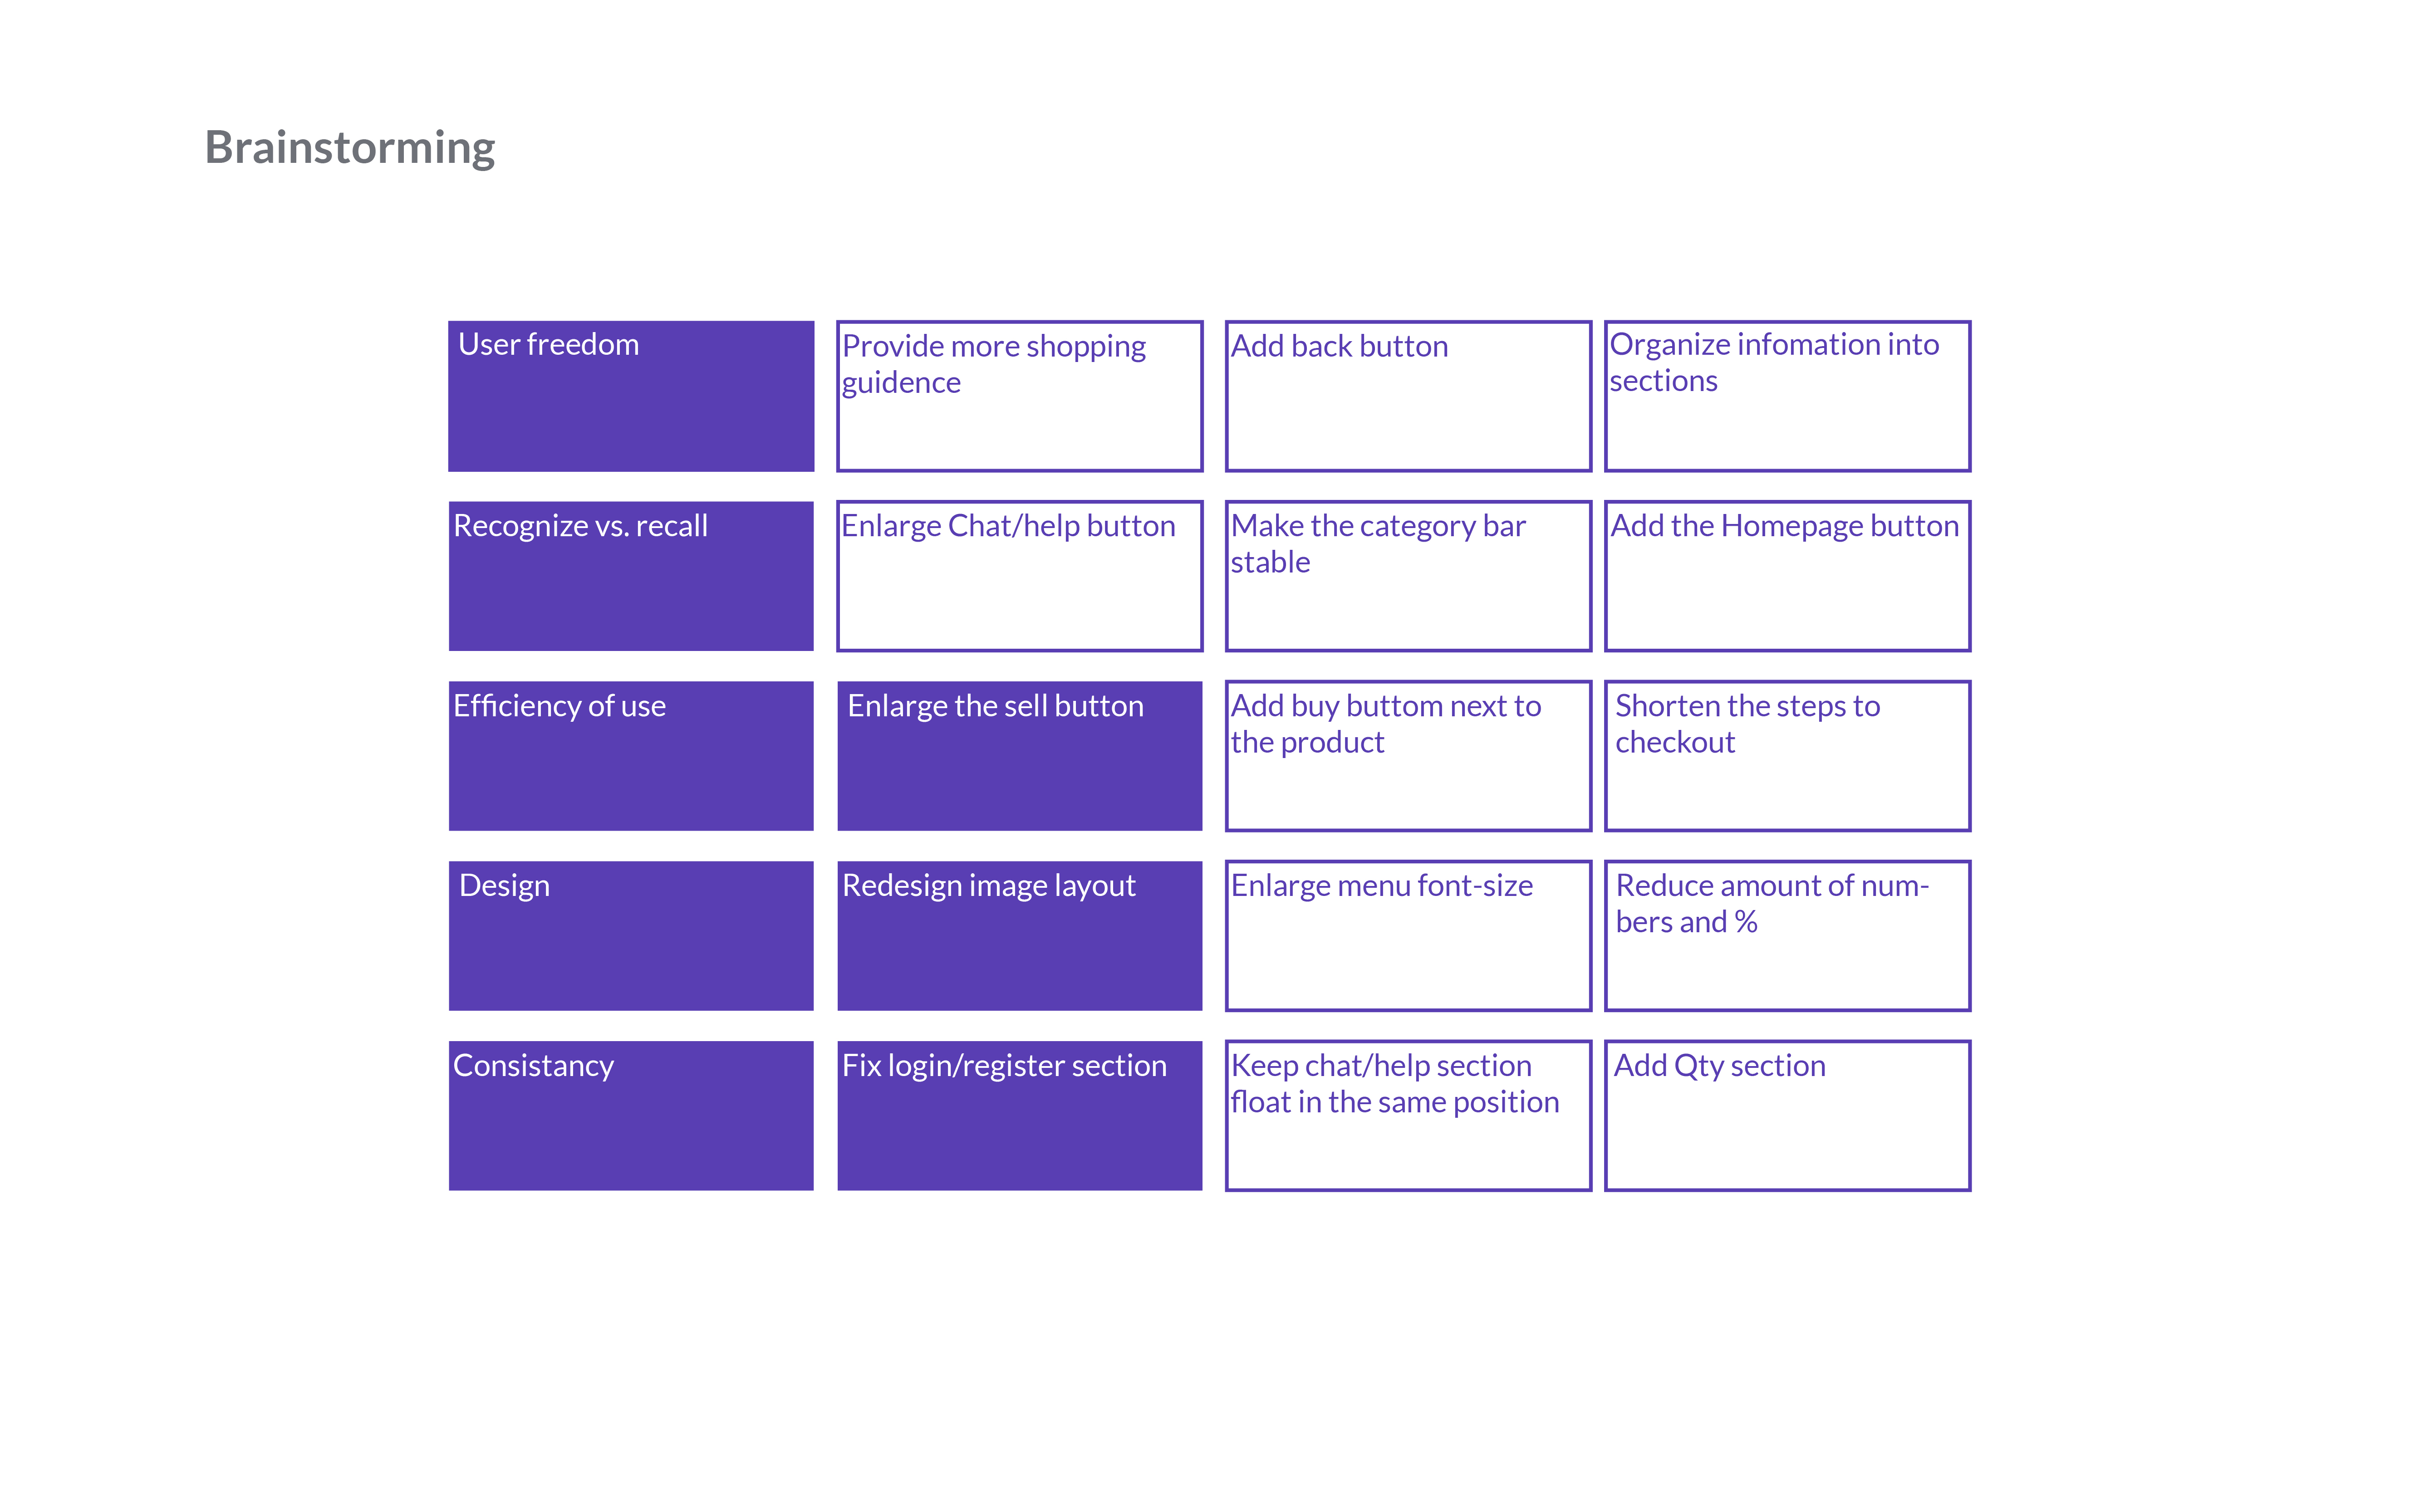 Brainstorming
User freedom
Provide more shopping
guidence
Add back button
Organize infomation into
sections
Recognize vs. recall
Enlarge Chat/help button
Make the category bar
stable
Add the Homepage button
Efficiency of use
Enlarge the sell button
Add buy buttom next to
the product
Shorten the steps to
checkout
Design
Redesign image layout
Enlarge menu font-size
Reduce amount of num-
bers and %
Consistancy
Fix login/register section
Keep chat/help section
float in the same position
Add Qty section